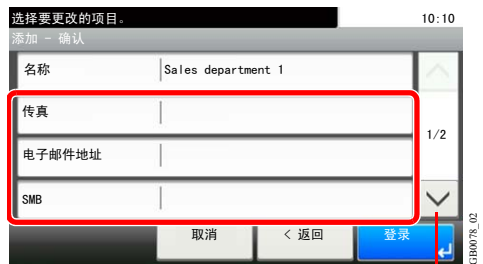 选择要更改的项目。 10:10
添加 - 确认
名称 Sales department 1
传真
1/2
电子邮件地址
SMB
取消 < 返回 登录
GB0078_02